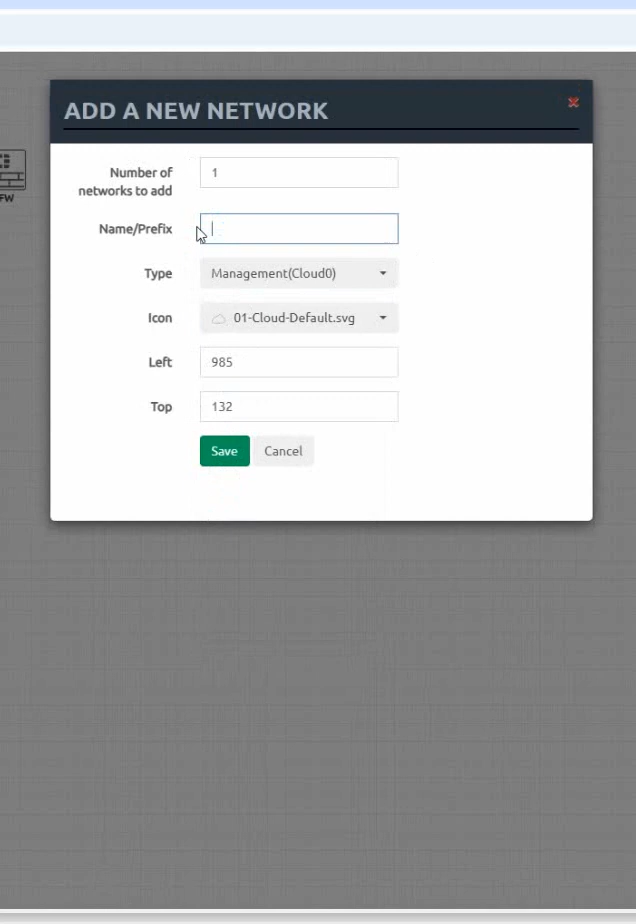 ADD A NEW NETWORK
FW
Number of
networks to add
1
Name/Prefix
Type
Management(Cloud0)
Icon
01-Cloud-Default.svg
Left
985
Top
132
Save
Cancel